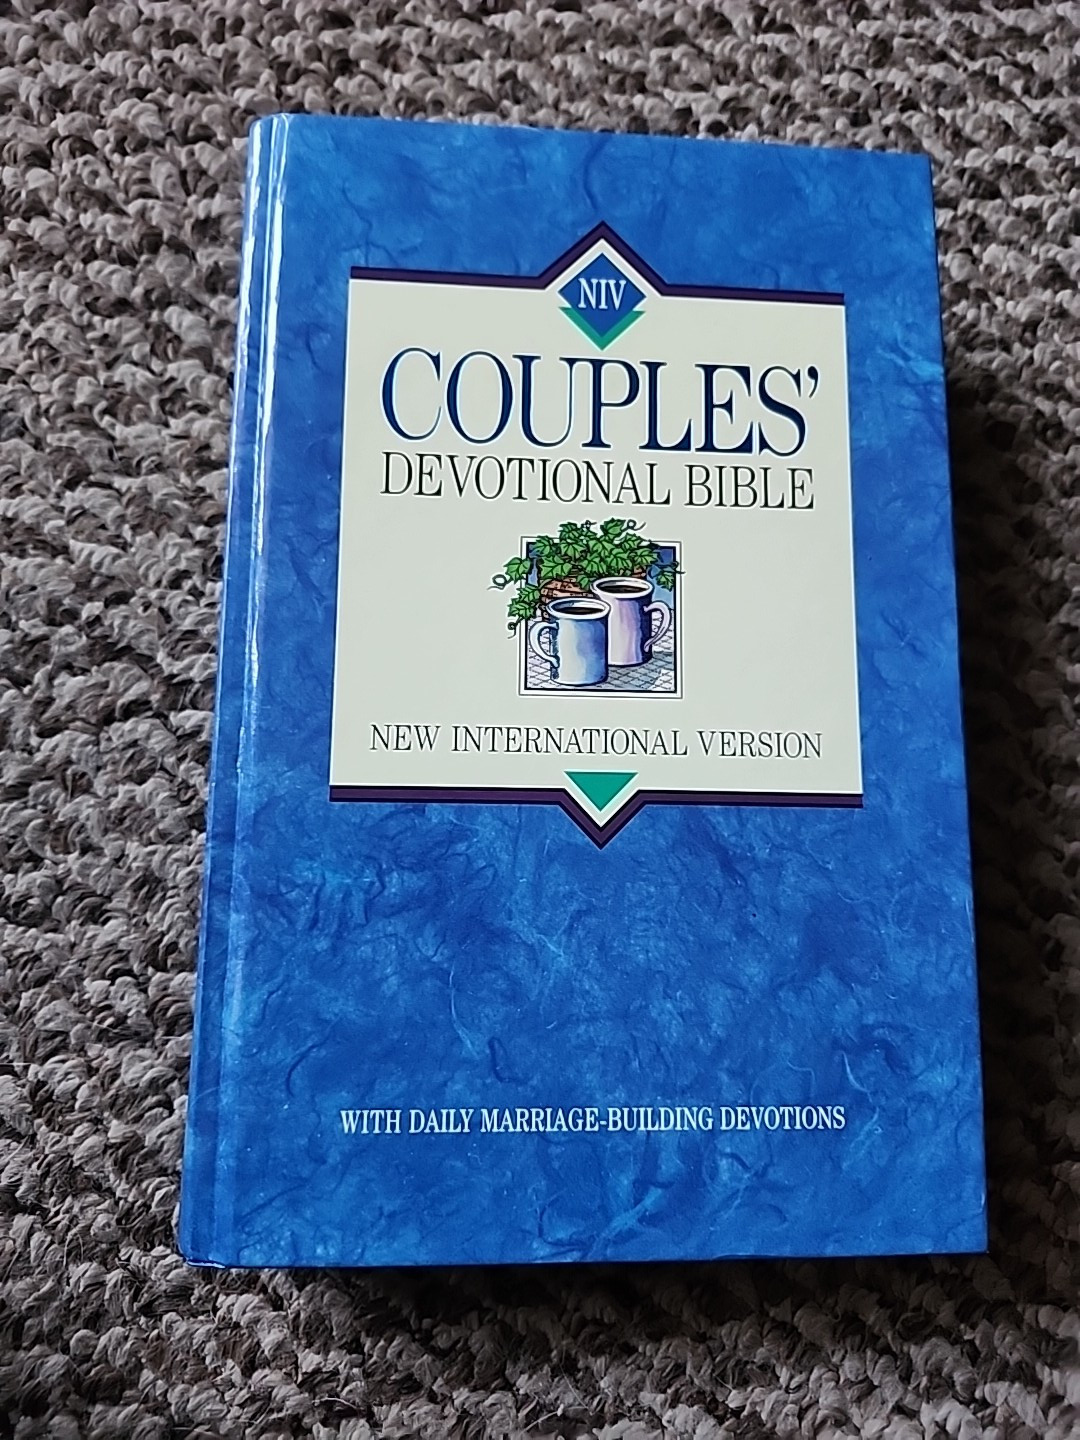 NIV
COUPLES'
DEVOTIONAL BIBLE
NEW INTERNATIONAL VERSION
WITH DAILY MARRIAGE-BUILDING DEVOTIONS